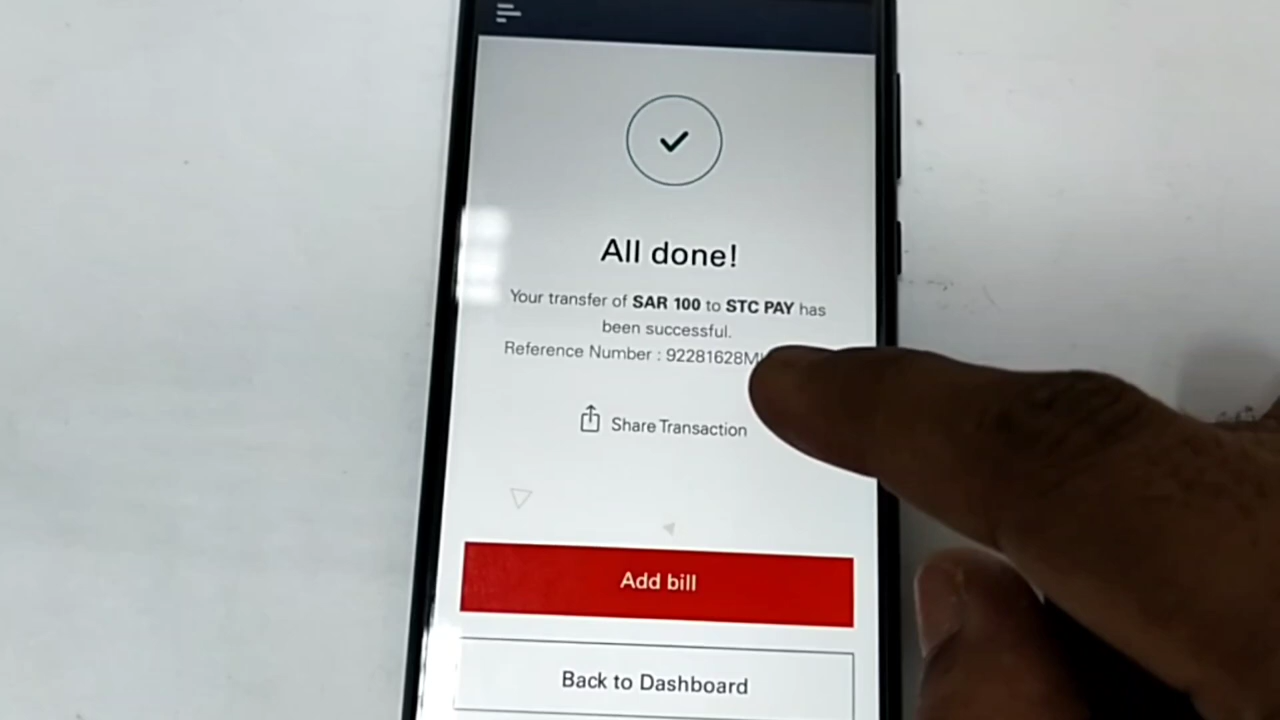 All done!
Your transfer of SAR 100 to STC PAY has
been successful.
Reference Number :
Share Transaction
Add bill
Back to Dashboard